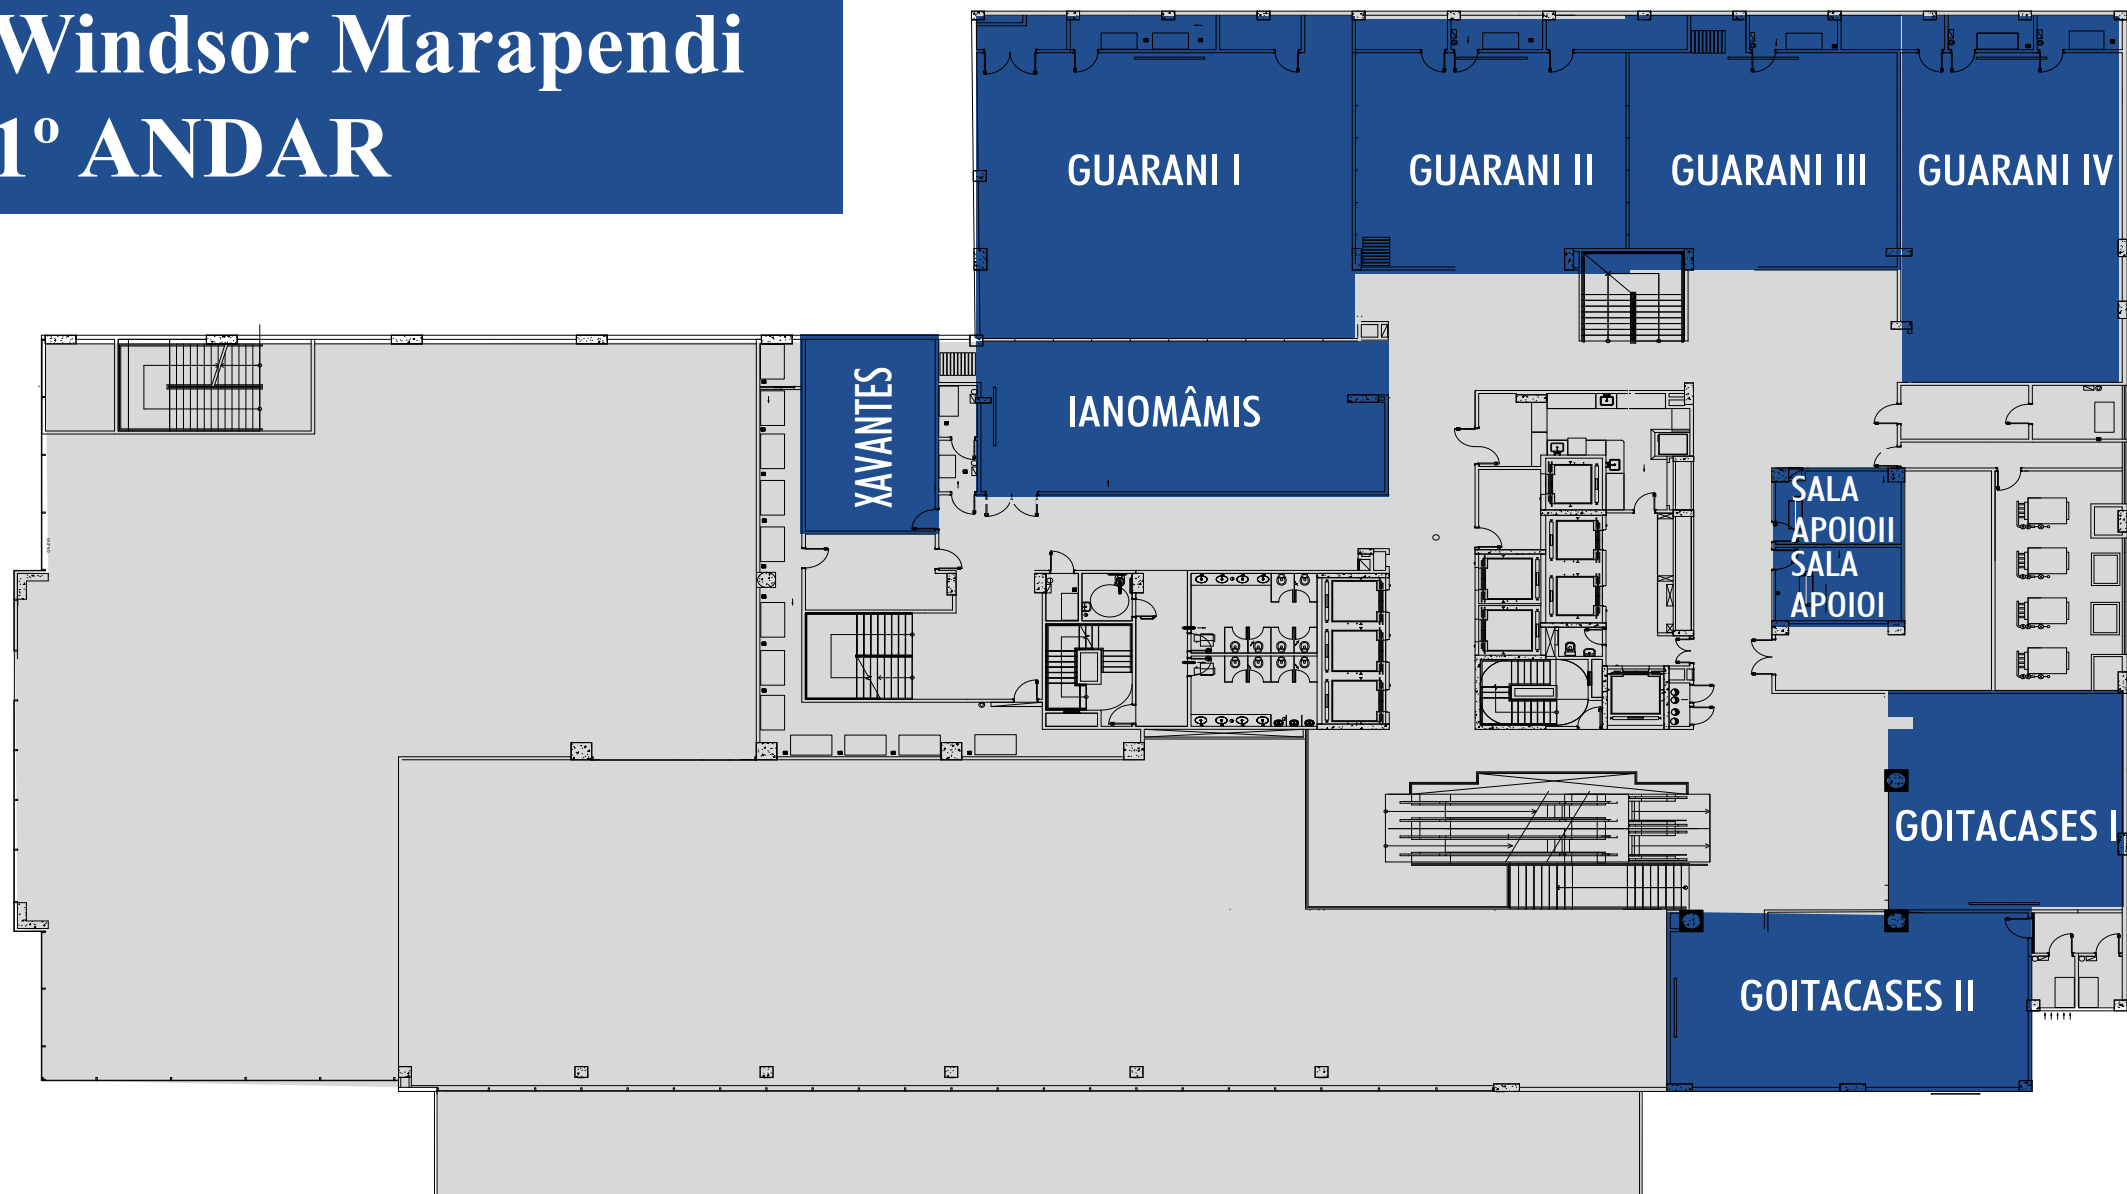 Windsor Marapendi
1º ANDAR
GUARANI I
GUARANI II
GUARANI III
GUARANI IV
XAVANTES
IANOMÂMIS
SALA
APOIOII
SALA
APOIOI
GOITACASES I
GOITACASES II